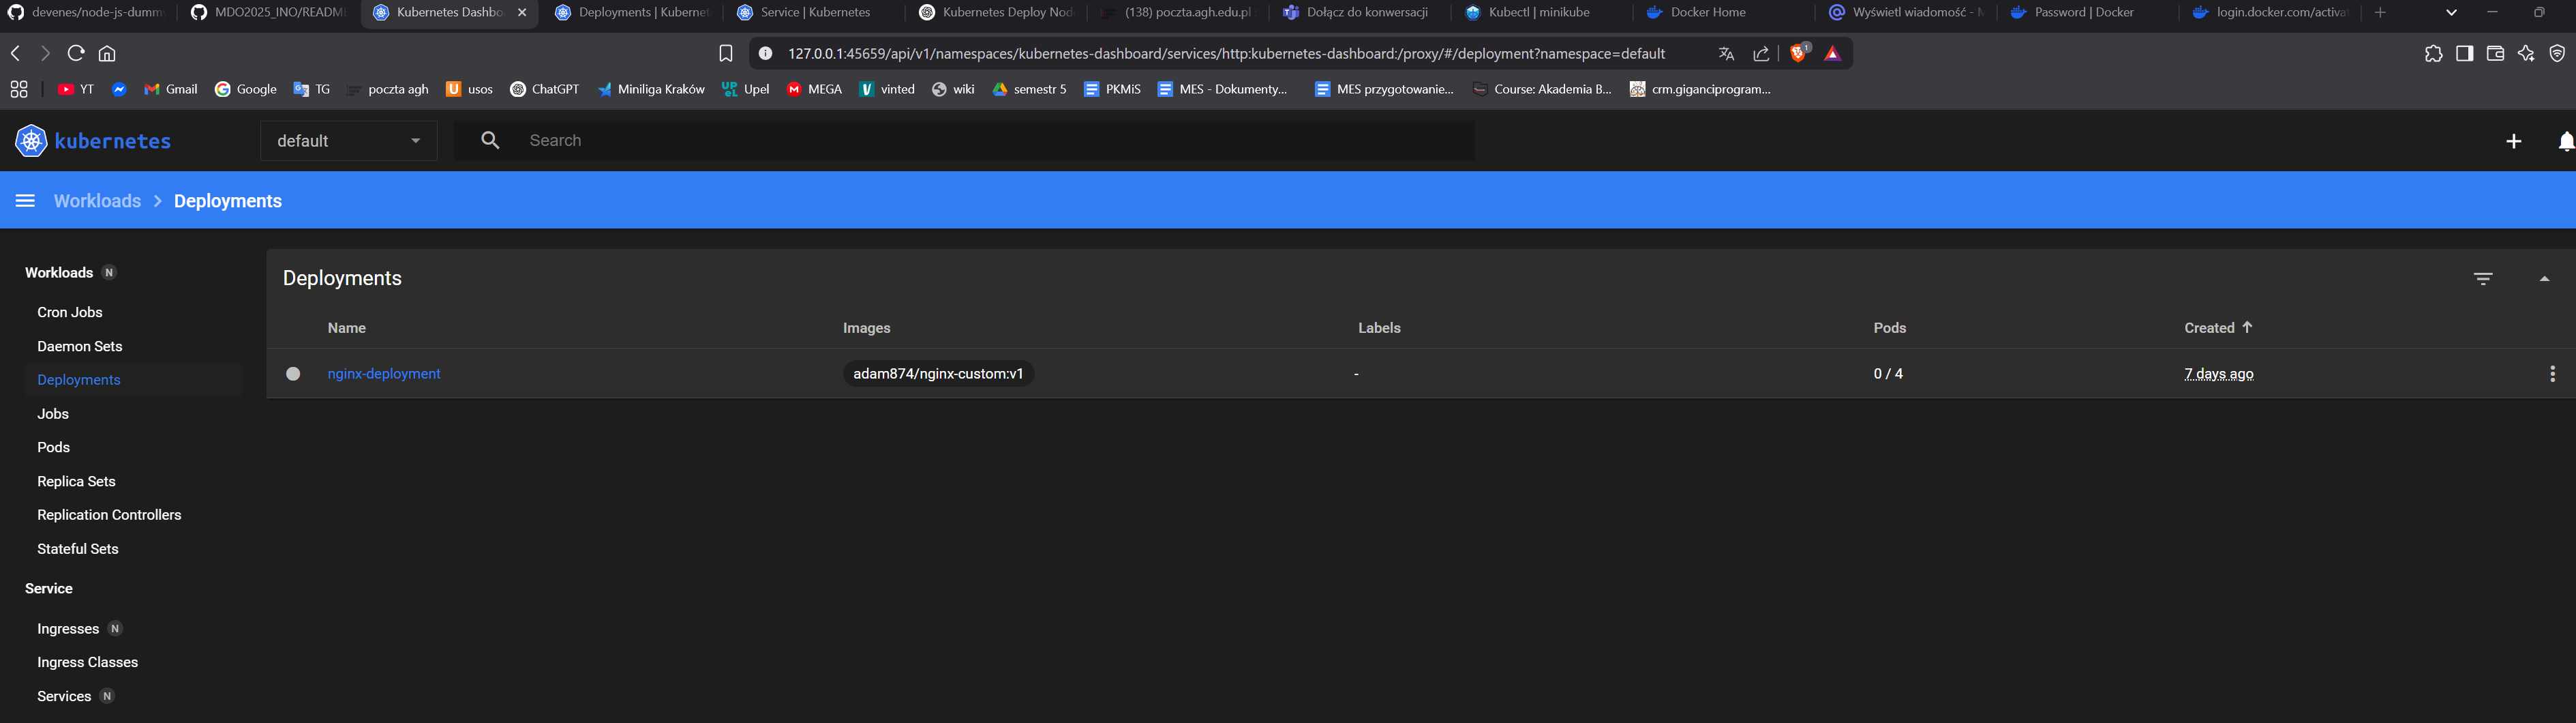 devenes/node-js-dumm
MDO2025_INO/READM
Kubernetes Dashbo
Deployments | Kubernet
Service | Kubernetes
Kubernetes Deploy Nod
(138) poczta.agh.edu.pl
Dołącz do konwersacji
Kubectl | minikube
Docker Home
Wyświetl wiadomość -
Password | Docker
login.docker.com/activa
127.0.0.1:45659/api/v1/namespaces/kubernetes-dashboard/services/http:kubernetes-dashboard:/proxy/#/deployment?namespace=default
1
YT
Gmail
Google
TG
poczta agh
usos
ChatGPT
Miniliga Kraków
Upel
MEGA
vinted
wiki
semestr 5
PKMiS
MES - Dokumenty...
MES przygotowanie...
Course: Akademia B...
crm.giganciprogram...
kubernetes
default
Search
Workloads > Deployments
Workloads N
Cron Jobs
Daemon Sets
Deployments
Jobs
Pods
Replica Sets
Replication Controllers
Stateful Sets
Service
Ingresses N
Ingress Classes
Services N
Deployments
Name Images Labels Pods Created ↑
nginx-deployment adam874/nginx-custom:v1 - 0 / 4 7 days ago